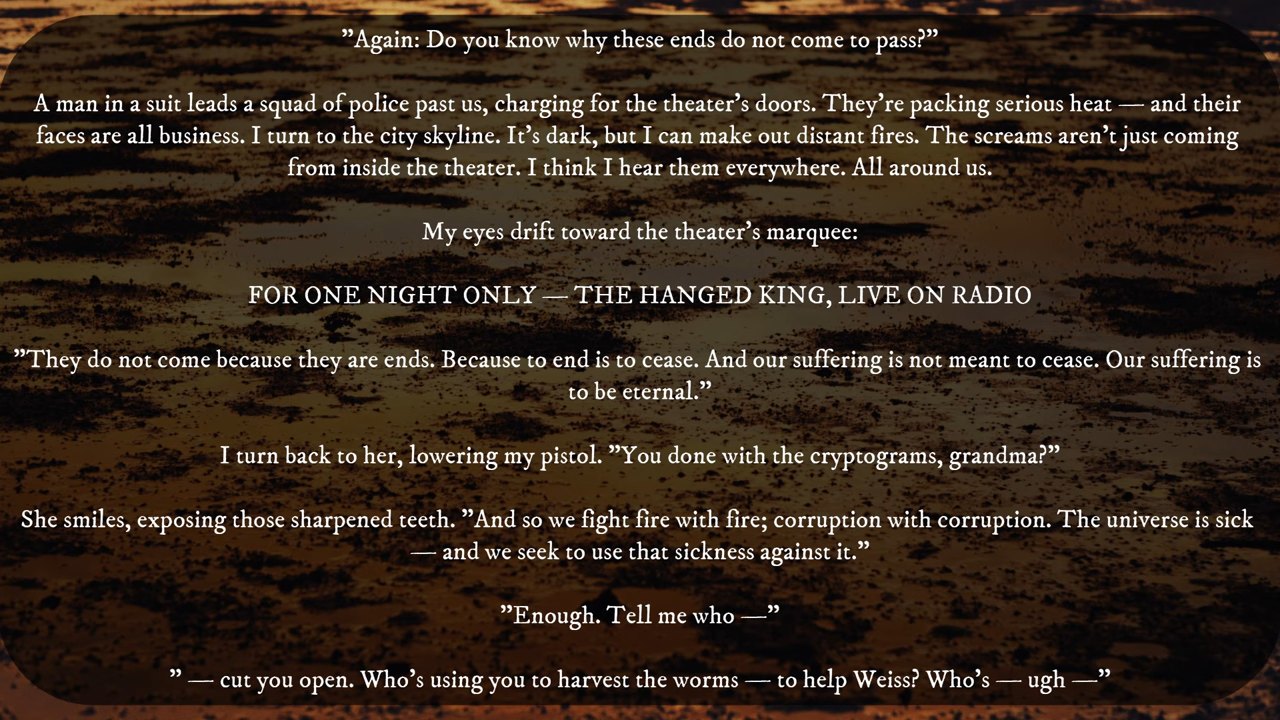 ”Again: Do you know why these ends do not come to pass?”
A man in a suit leads a squad of police past us, charging for the theater’s doors. They’re packing serious heat — and their
faces are all business. I turn to the city skyline. It’s dark, but I can make out distant fires. The screams aren’t just coming
from inside the theater. I think I hear them everywhere. All around us.
My eyes drift toward the theater’s marquee:
FOR ONE NIGHT ONLY — THE HANGED KING, LIVE ON RADIO
”They do not come because they are ends. Because to end is to cease. And our suffering is not meant to cease. Our suffering is
to be eternal.”
I turn back to her, lowering my pistol. ”You done with the cryptograms, grandma?”
She smiles, exposing those sharpened teeth. ”And so we fight fire with fire; corruption with corruption. The universe is sick
— and we seek to use that sickness against it.”
”Enough. Tell me who —”
” — cut you open. Who’s using you to harvest the worms — to help Weiss? Who’s — ugh —”